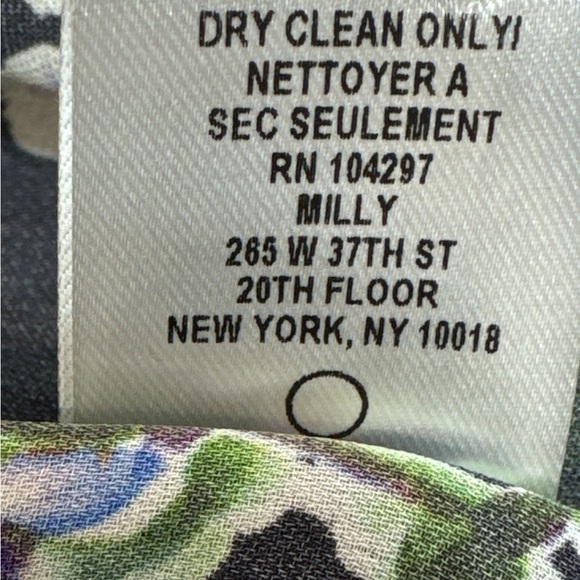 DRY CLEAN ONLY/
NETTOYER A
SEC SEULEMENT
RN 104297
MILLY
265 W 37TH ST
20TH FLOOR
NEW YORK, NY 10018